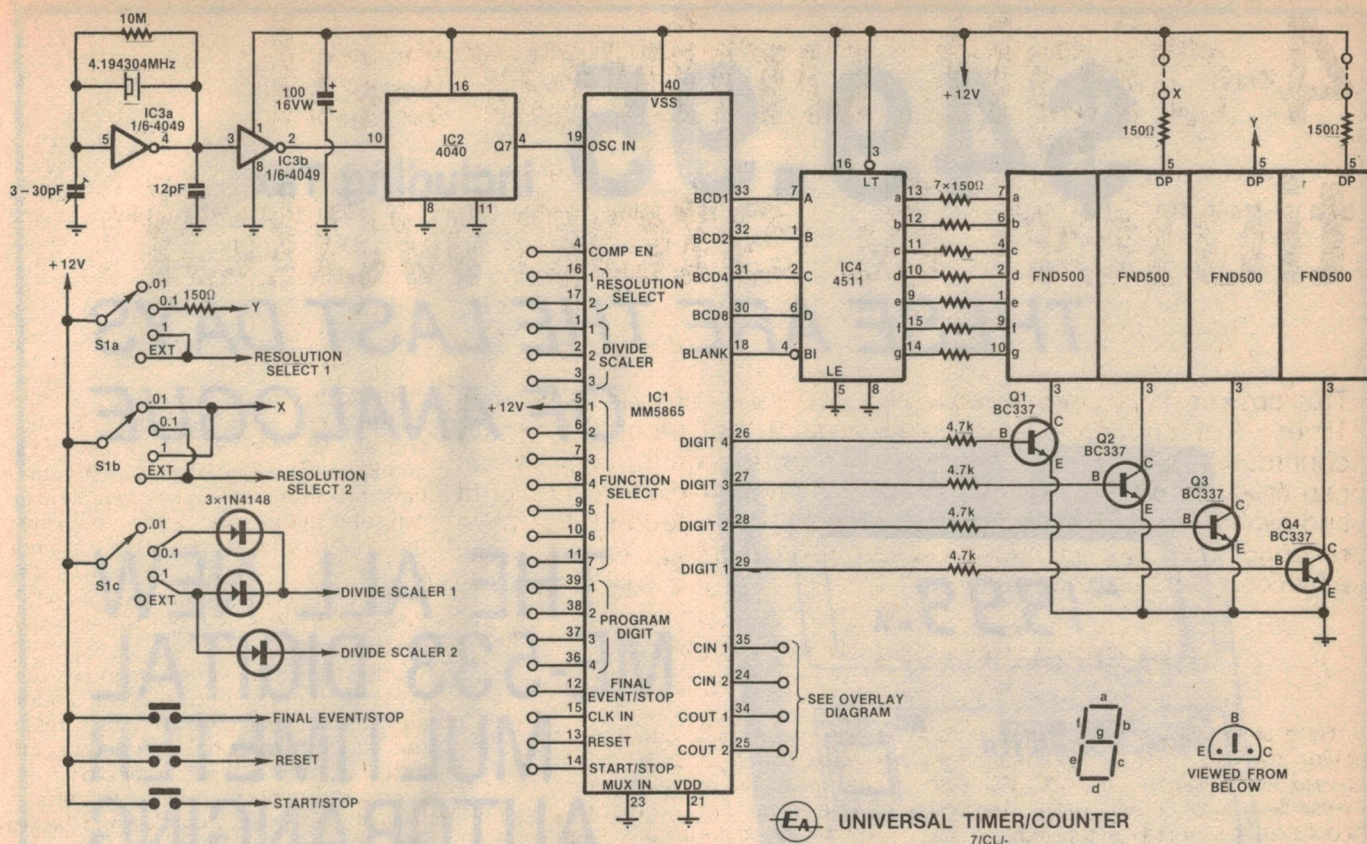 10M
4.194304MHz
IC3a
1/6-4049
5
4
3–30pF
12pF
3
1
2
8
IC3b
1/6-4049
100
16VW
+
−
10
16
IC2
4040
Q7
4
8
11
40
VSS
19
OSC IN
4
COMP EN
16
1
17
2
RESOLUTION
SELECT
1
1
2
2
3
3
DIVIDE
SCALER
+12V
5
1
6
2
7
3
8
4
9
5
10
6
11
7
FUNCTION
SELECT
39
1
38
2
37
3
36
4
PROGRAM
DIGIT
12
FINAL
EVENT/STOP
15
CLK IN
13
RESET
14
START/STOP
MUX IN
23
VDD
21
IC1
MM5865
BCD1
33
BCD2
32
BCD4
31
BCD8
30
BLANK
18
DIGIT 4
26
DIGIT 3
27
DIGIT 2
28
DIGIT 1
29
CIN 1
35
CIN 2
24
COUT 1
34
COUT 2
25
SEE OVERLAY
DIAGRAM
16
3
LT
7
A
1
B
2
C
6
D
4
BI
IC4
4511
LE
5
8
a
13
b
12
c
11
d
10
e
9
f
15
g
14
7×150Ω
7
a
6
b
4
c
2
d
1
e
9
f
10
g
+12V
X
150Ω
5
DP
Y
5
DP
150Ω
5
DP
FND500
FND500
FND500
FND500
3
3
3
3
4.7k
Q1
BC337
B
C
E
4.7k
Q2
BC337
B
C
E
4.7k
Q3
BC337
B
C
E
4.7k
Q4
BC337
B
C
E
+12V
S1a
.01
0.1
150Ω
Y
1
EXT
RESOLUTION
SELECT 1
S1b
.01
X
0.1
1
EXT
RESOLUTION
SELECT 2
3×1N4148
S1c
.01
0.1
1
EXT
DIVIDE SCALER 1
DIVIDE SCALER 2
FINAL EVENT/STOP
RESET
START/STOP
a
f
b
g
e
c
d
B
E
C
VIEWED FROM
BELOW
EA
UNIVERSAL TIMER/COUNTER
7/CL/-